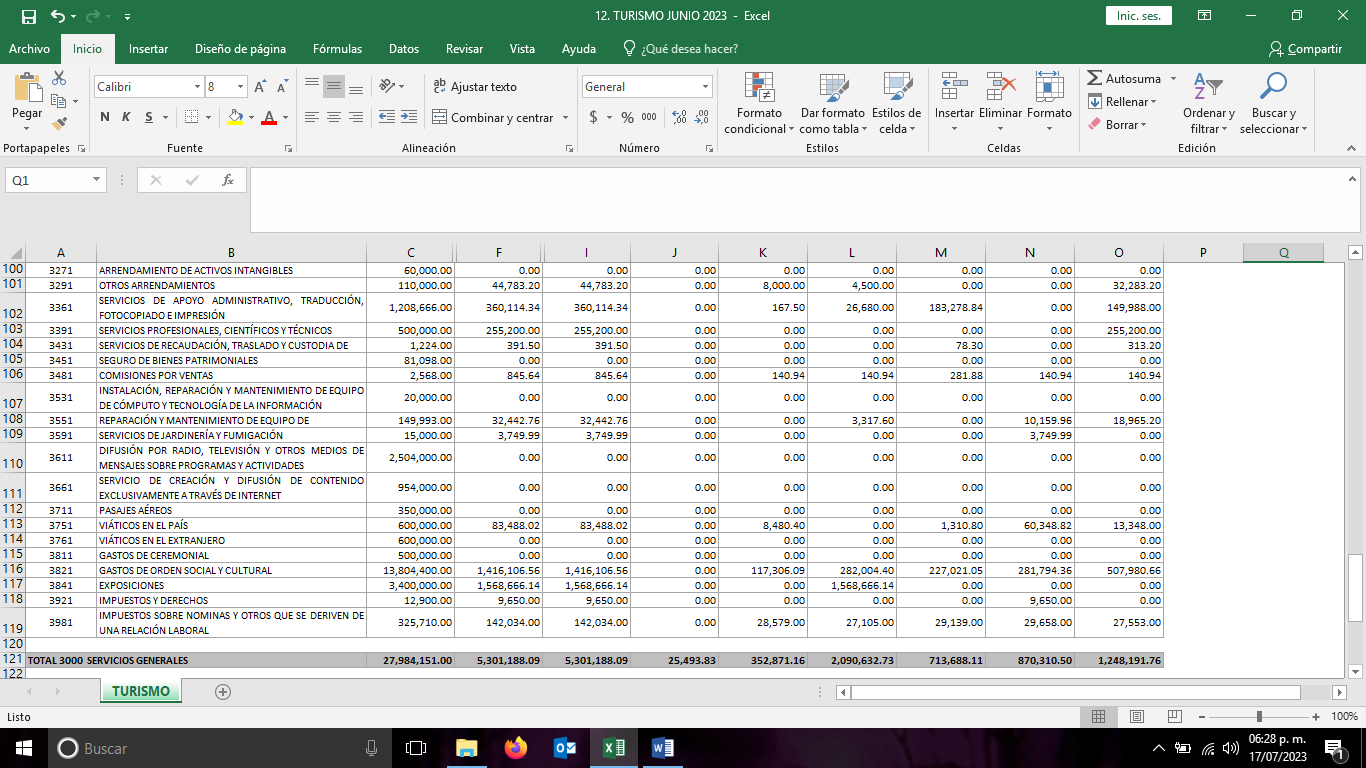 12. TURISMO JUNIO 2023 - Excel
Inic. ses.
Archivo Inicio Insertar Diseño de página Fórmulas Datos Revisar Vista Ayuda ¿Qué desea hacer? Compartir
Pegar
Calibri 8
N K S
Ajustar texto
Combinar y centrar
General
$ % 000
Formato condicional
Dar formato como tabla
Estilos de celda
Insertar Eliminar Formato
Autosuma
Rellenar
Borrar
Ordenar y filtrar
Buscar y seleccionar
Portapapeles Fuente Alineación Número Estilos Celdas Edición
Q1 fx
A B C F I J K L M N O P Q
100 3271 ARRENDAMIENTO DE ACTIVOS INTANGIBLES 60,000.00 0.00 0.00 0.00 0.00 0.00 0.00 0.00 0.00
101 3291 OTROS ARRENDAMIENTOS 110,000.00 44,783.20 44,783.20 0.00 8,000.00 4,500.00 0.00 0.00 32,283.20
102 3361 SERVICIOS DE APOYO ADMINISTRATIVO, TRADUCCIÓN,
FOTOCOPIADO E IMPRESIÓN 1,208,666.00 360,114.34 360,114.34 0.00 167.50 26,680.00 183,278.84 0.00 149,988.00
103 3391 SERVICIOS PROFESIONALES, CIENTÍFICOS Y TÉCNICOS 500,000.00 255,200.00 255,200.00 0.00 0.00 0.00 0.00 0.00 255,200.00
104 3431 SERVICIOS DE RECAUDACIÓN, TRASLADO Y CUSTODIA DE 1,224.00 391.50 391.50 0.00 0.00 0.00 78.30 0.00 313.20
105 3451 SEGURO DE BIENES PATRIMONIALES 81,098.00 0.00 0.00 0.00 0.00 0.00 0.00 0.00 0.00
106 3481 COMISIONES POR VENTAS 2,568.00 845.64 845.64 0.00 140.94 140.94 281.88 140.94 140.94
107 3531 INSTALACIÓN, REPARACIÓN Y MANTENIMIENTO DE EQUIPO
DE CÓMPUTO Y TECNOLOGÍA DE LA INFORMACIÓN 20,000.00 0.00 0.00 0.00 0.00 0.00 0.00 0.00 0.00
108 3551 REPARACIÓN Y MANTENIMIENTO DE EQUIPO DE 149,993.00 32,442.76 32,442.76 0.00 0.00 3,317.60 0.00 10,159.96 18,965.20
109 3591 SERVICIOS DE JARDINERÍA Y FUMIGACIÓN 15,000.00 3,749.99 3,749.99 0.00 0.00 0.00 0.00 3,749.99 0.00
110 3611 DIFUSIÓN POR RADIO, TELEVISIÓN Y OTROS MEDIOS DE
MENSAJES SOBRE PROGRAMAS Y ACTIVIDADES 2,504,000.00 0.00 0.00 0.00 0.00 0.00 0.00 0.00 0.00
111 3661 SERVICIO DE CREACIÓN Y DIFUSIÓN DE CONTENIDO
EXCLUSIVAMENTE A TRAVÉS DE INTERNET 954,000.00 0.00 0.00 0.00 0.00 0.00 0.00 0.00 0.00
112 3711 PASAJES AÉREOS 350,000.00 0.00 0.00 0.00 0.00 0.00 0.00 0.00 0.00
113 3751 VIÁTICOS EN EL PAÍS 600,000.00 83,488.02 83,488.02 0.00 8,480.40 0.00 1,310.80 60,348.82 13,348.00
114 3761 VIÁTICOS EN EL EXTRANJERO 600,000.00 0.00 0.00 0.00 0.00 0.00 0.00 0.00 0.00
115 3811 GASTOS DE CEREMONIAL 500,000.00 0.00 0.00 0.00 0.00 0.00 0.00 0.00 0.00
116 3821 GASTOS DE ORDEN SOCIAL Y CULTURAL 13,804,400.00 1,416,106.56 1,416,106.56 0.00 117,306.09 282,004.40 227,021.05 281,794.36 507,980.66
117 3841 EXPOSICIONES 3,400,000.00 1,568,666.14 1,568,666.14 0.00 0.00 1,568,666.14 0.00 0.00 0.00
118 3921 IMPUESTOS Y DERECHOS 12,900.00 9,650.00 9,650.00 0.00 0.00 0.00 0.00 9,650.00 0.00
119 3981 IMPUESTOS SOBRE NOMINAS Y OTROS QUE SE DERIVEN DE
UNA RELACIÓN LABORAL 325,710.00 142,034.00 142,034.00 0.00 28,579.00 27,105.00 29,139.00 29,658.00 27,553.00
120
121 TOTAL 3000 SERVICIOS GENERALES 27,984,151.00 5,301,188.09 5,301,188.09 25,493.83 352,871.16 2,090,632.73 713,688.11 870,310.50 1,248,191.76
122
TURISMO
Listo 100%
Buscar
06:28 p. m.
17/07/2023
1